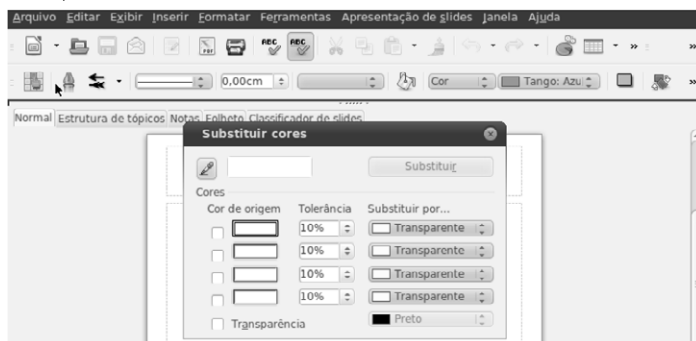 Arquivo Editar Exibir Inserir Formatar Ferramentas Apresentação de slides Janela Ajuda
ABC ABC
0,00cm Cor Tango: Azu
Normal Estrutura de tópicos Notas Folheto Classificador de slides
Substituir cores
Substituir
Cores
Cor de origem Tolerância Substituir por...
10% Transparente
10% Transparente
10% Transparente
10% Transparente
Transparência Preto